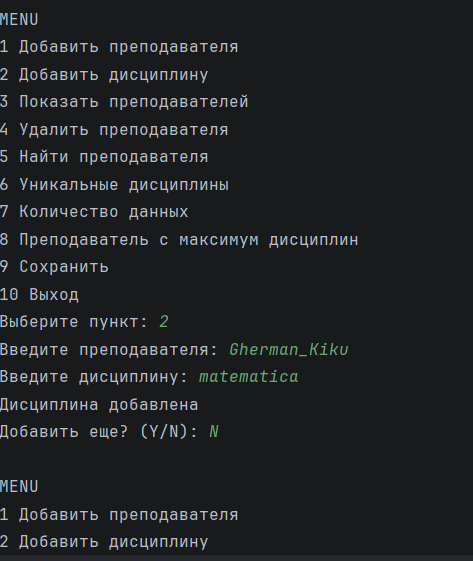 MENU
1 Добавить преподавателя
2 Добавить дисциплину
3 Показать преподавателей
4 Удалить преподавателя
5 Найти преподавателя
6 Уникальные дисциплины
7 Количество данных
8 Преподаватель с максимум дисциплин
9 Сохранить
10 Выход
Выберите пункт: 2
Введите преподавателя: Gherman_Kiku
Введите дисциплину: matematica
Дисциплина добавлена
Добавить еще? (Y/N): N
MENU
1 Добавить преподавателя
2 Добавить дисциплину